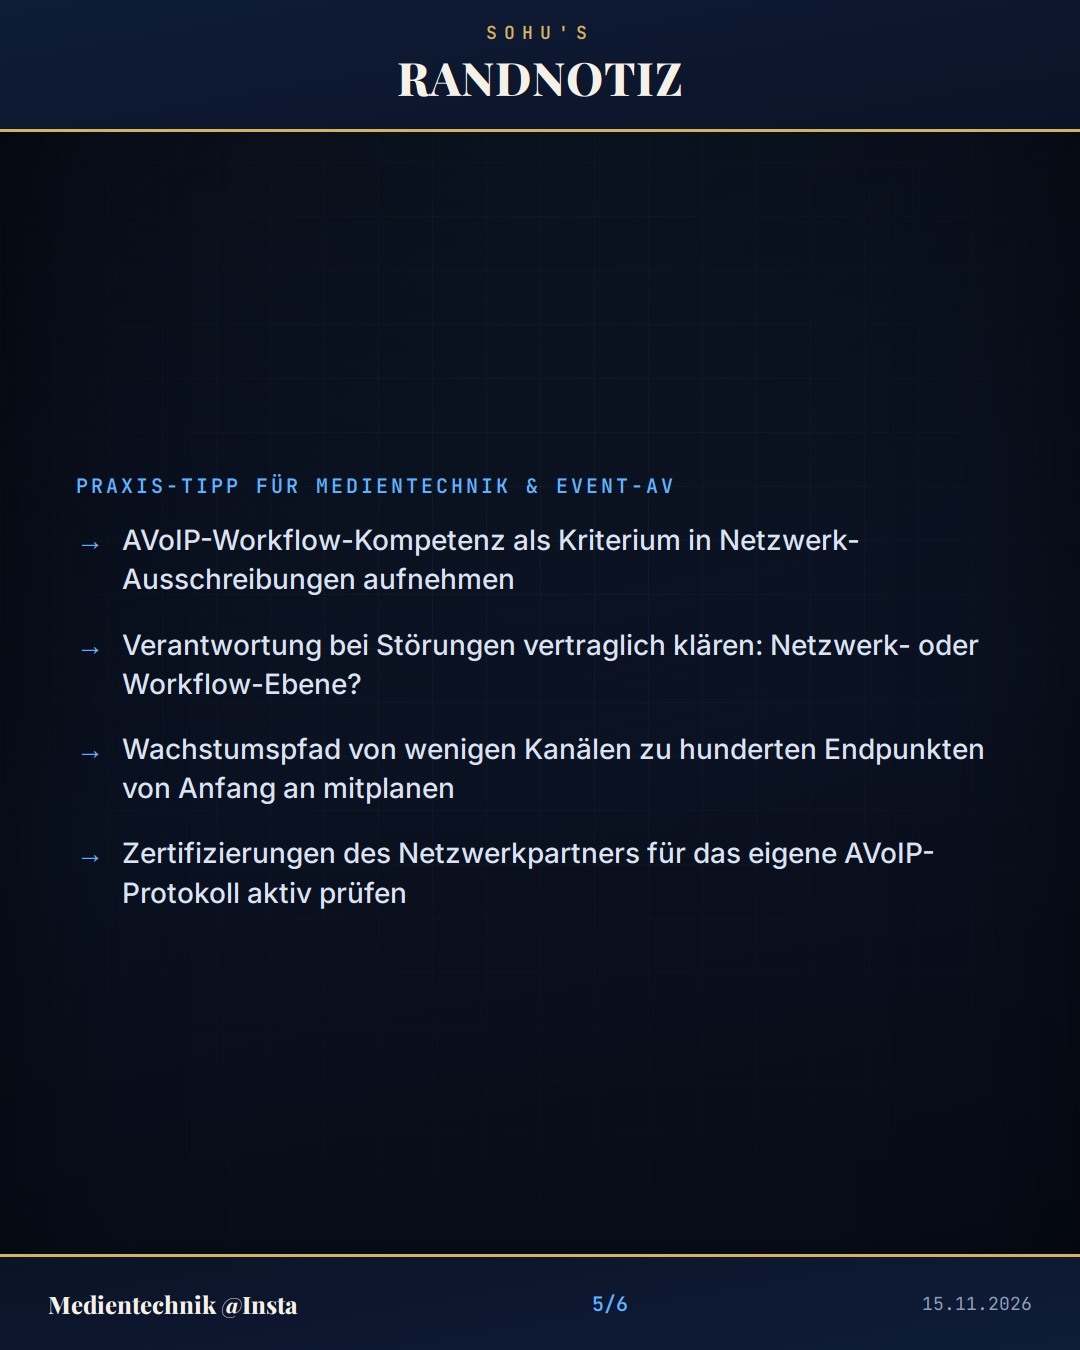 SOHU'S
RANDNOTIZ
PRAXIS-TIPP FÜR MEDIENTECHNIK & EVENT-AV
→ AVoIP-Workflow-Kompetenz als Kriterium in Netzwerk-
Ausschreibungen aufnehmen
→ Verantwortung bei Störungen vertraglich klären: Netzwerk- oder
Workflow-Ebene?
→ Wachstumspfad von wenigen Kanälen zu hunderten Endpunkten
von Anfang an mitplanen
→ Zertifizierungen des Netzwerkpartners für das eigene AVoIP-
Protokoll aktiv prüfen
Medientechnik @Insta
5/6
15.11.2026